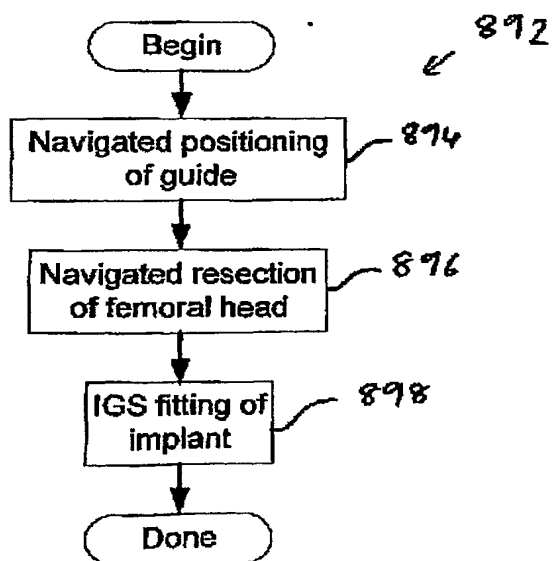 Begin
892
Navigated positioning
of guide
894
Navigated resection
of femoral head
896
IGS fitting of
implant
898
Done